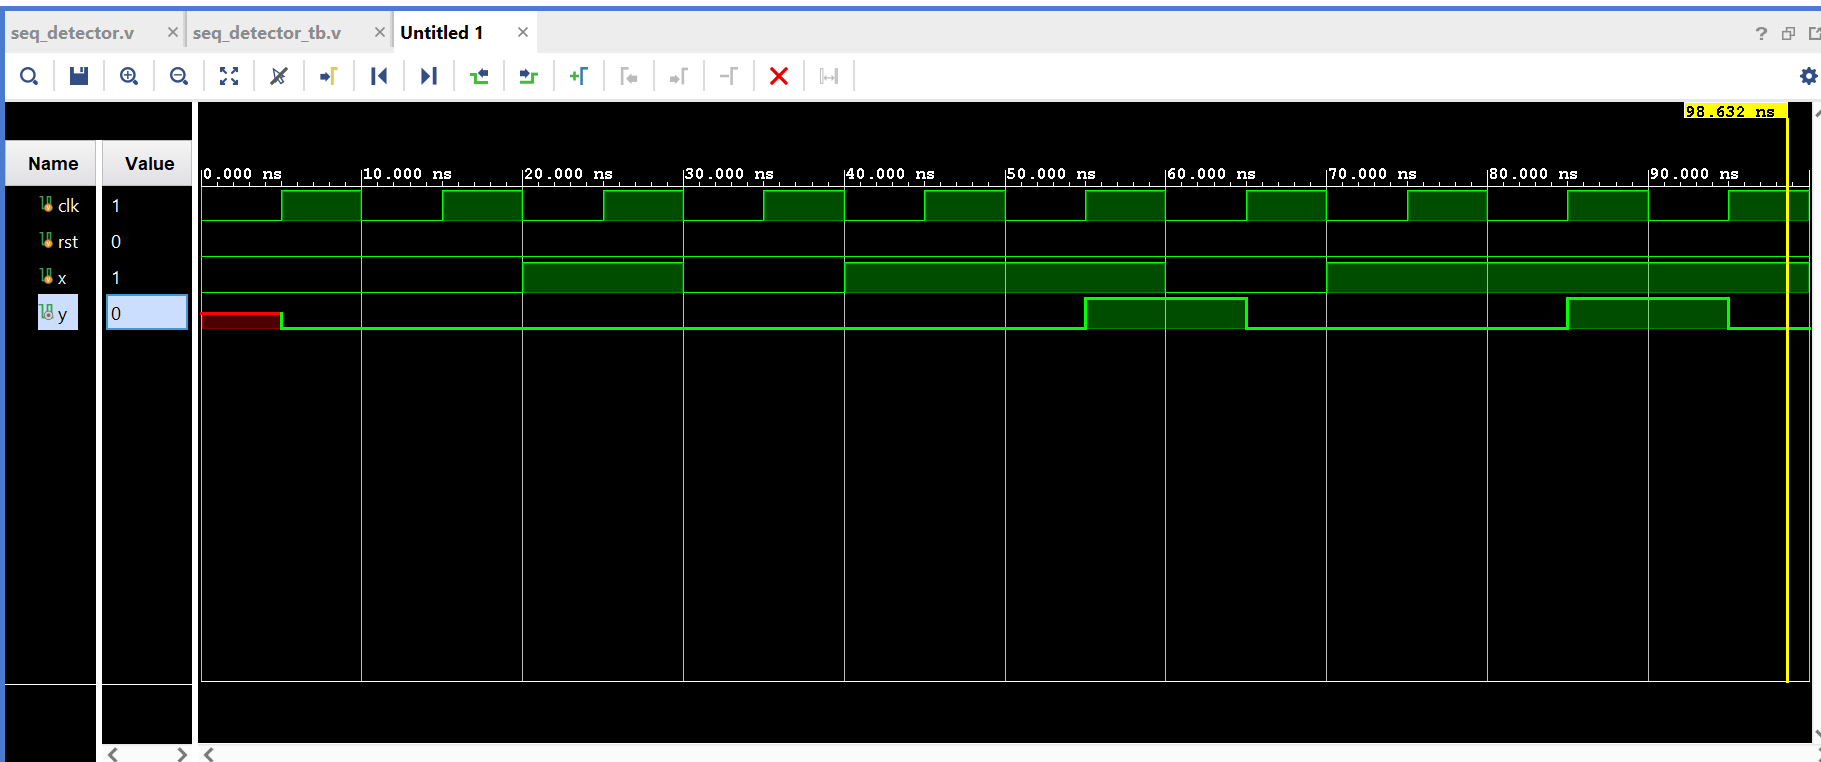 seq_detector.v × seq_detector_tb.v × Untitled 1 ×
?
98.632 ns
Name Value
0.000 ns 10.000 ns 20.000 ns 30.000 ns 40.000 ns 50.000 ns 60.000 ns 70.000 ns 80.000 ns 90.000 ns
clk 1
rst 0
x 1
y 0